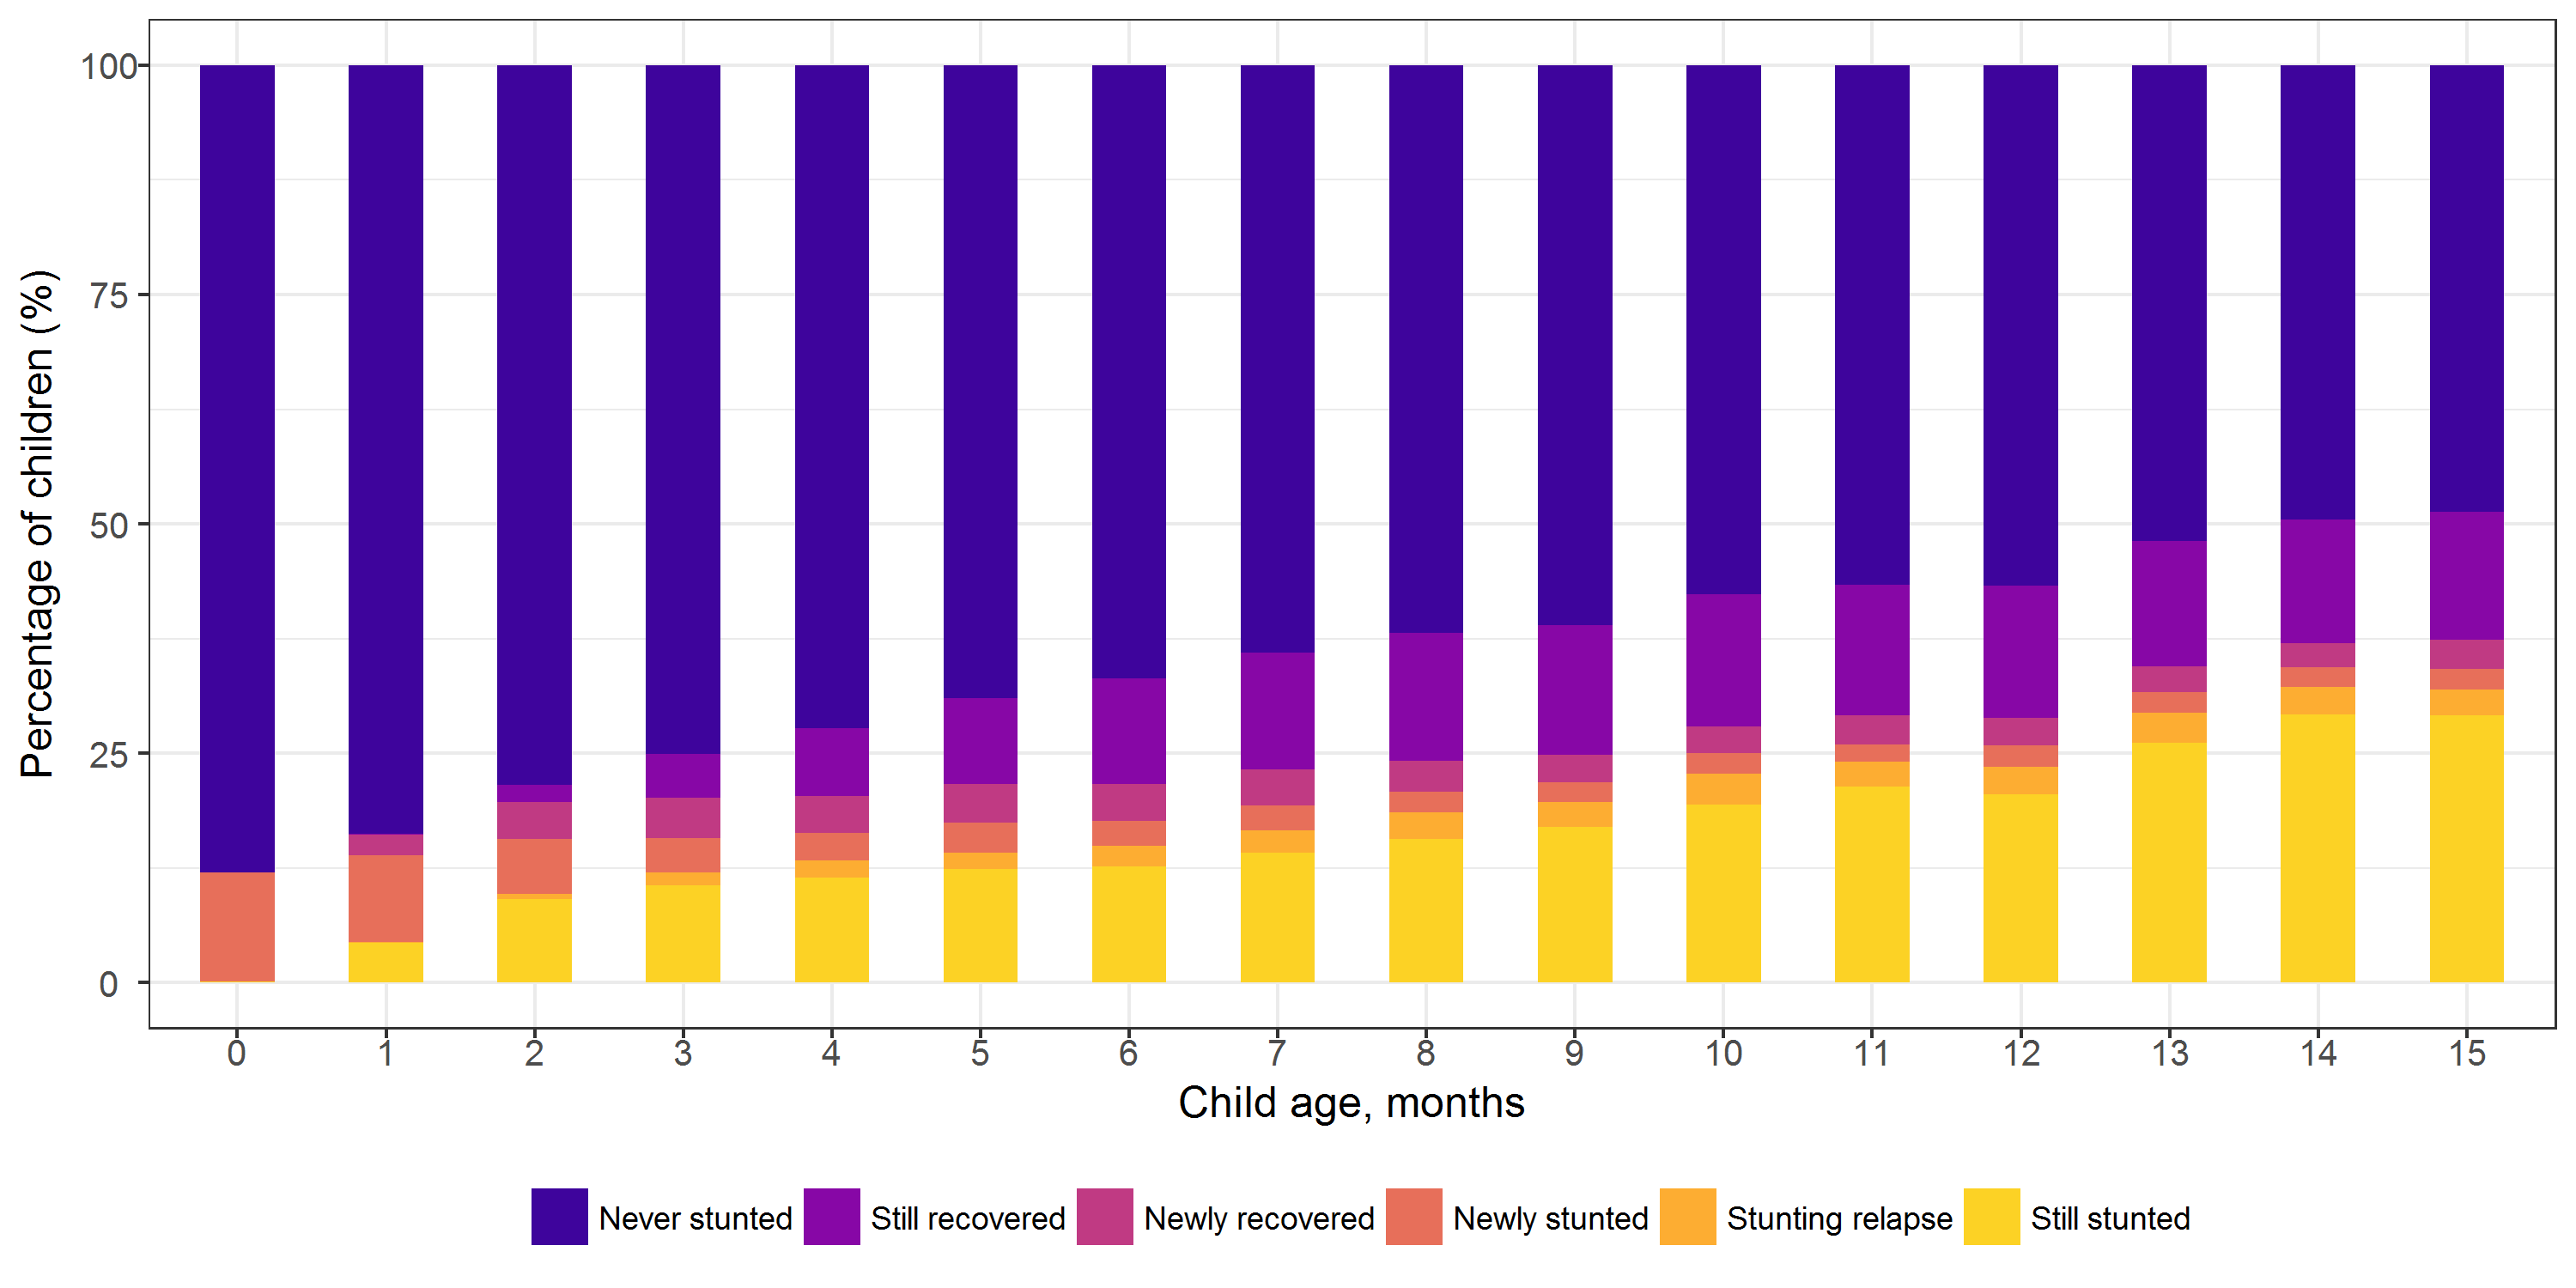 Percentage of children (%)
100
75
50
25
0
0 1 2 3 4 5 6 7 8 9 10 11 12 13 14 15
Child age, months
Never stunted Still recovered Newly recovered Newly stunted Stunting relapse Still stunted